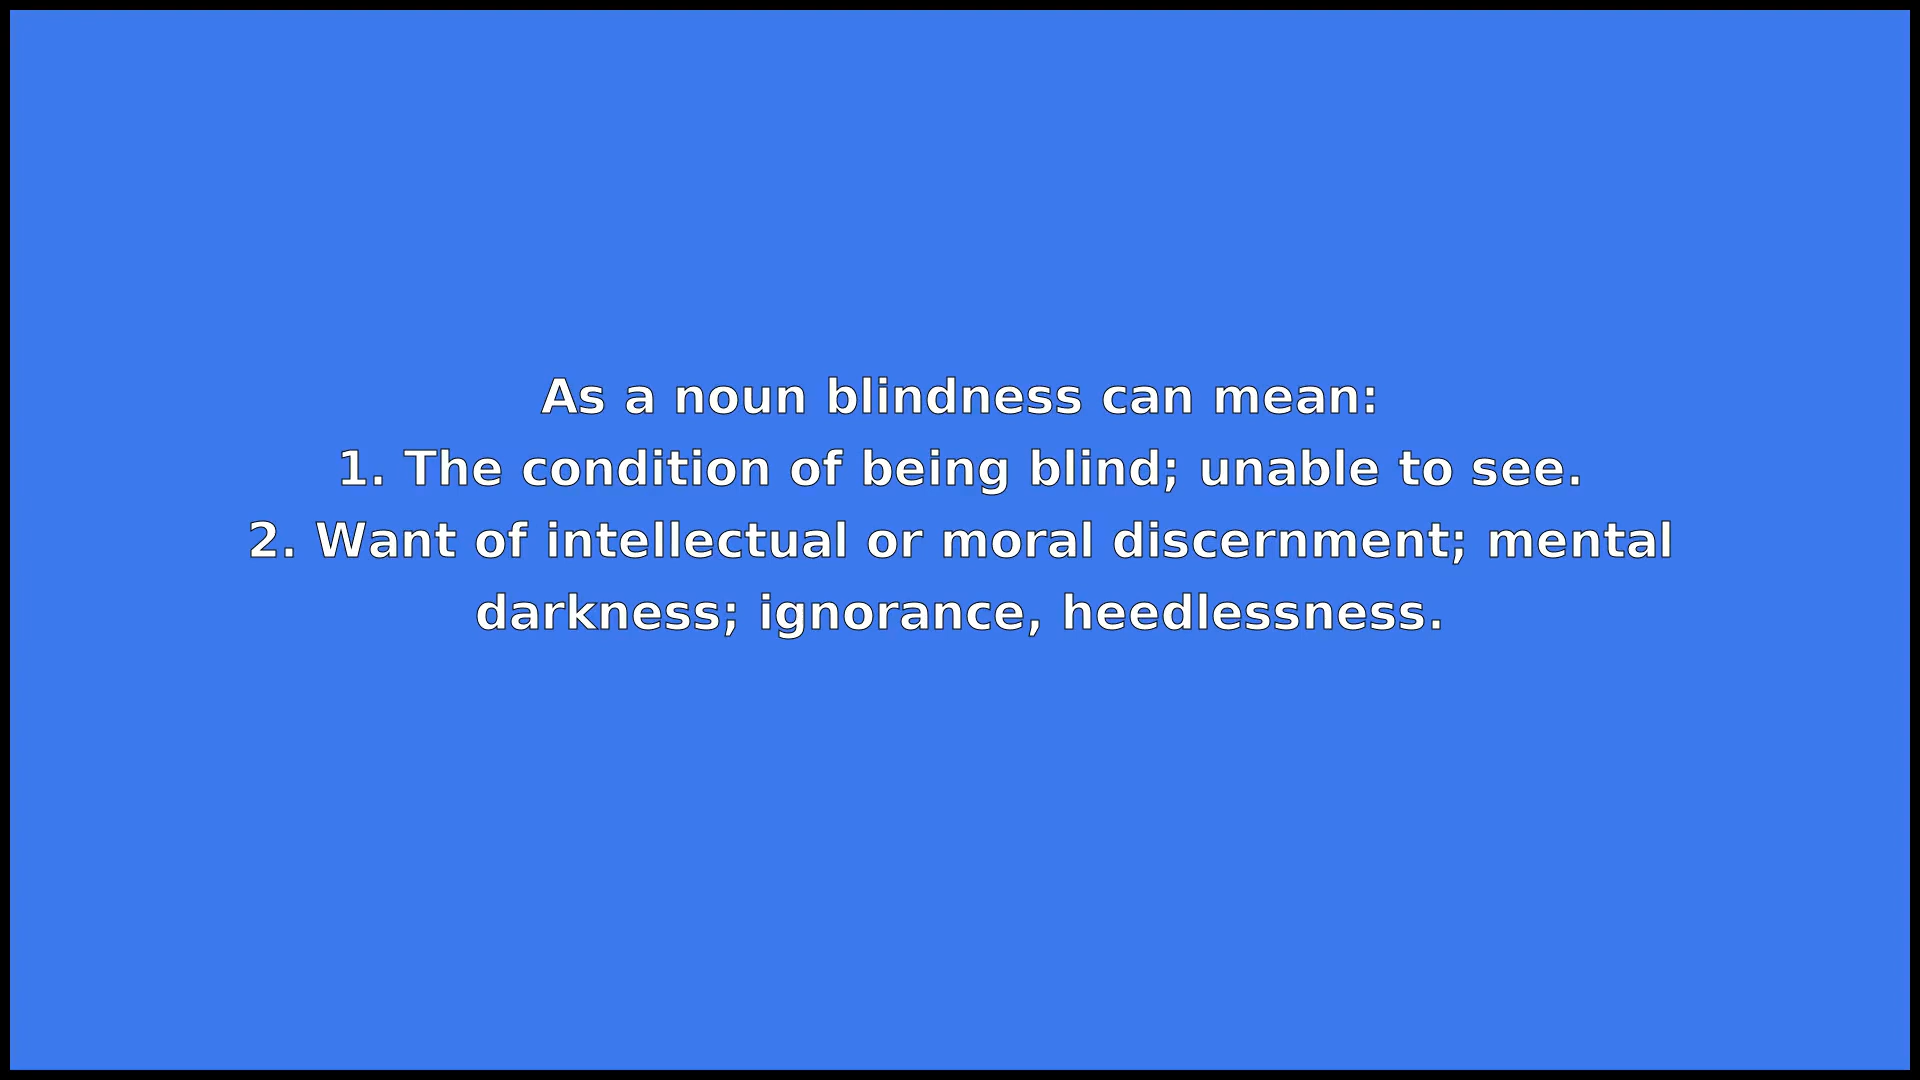 As a noun blindness can mean:
1. The condition of being blind; unable to see.
2. Want of intellectual or moral discernment; mental
darkness; ignorance, heedlessness.